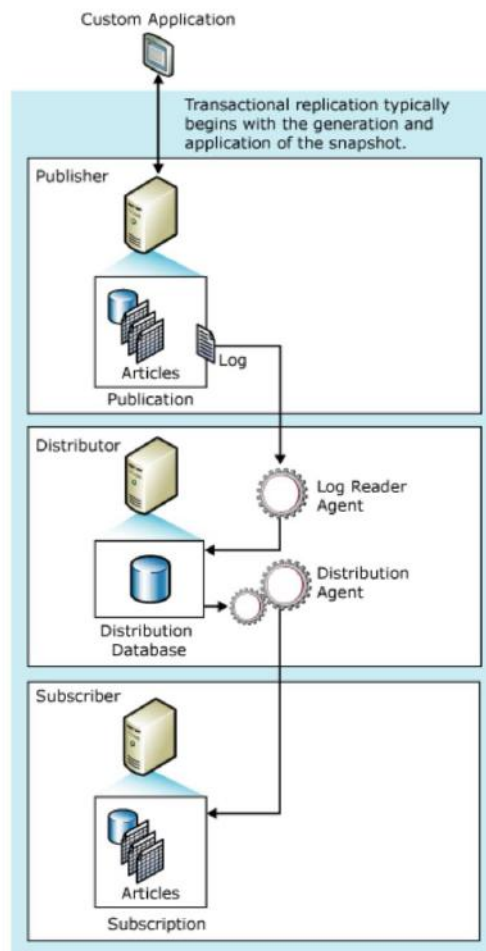 Custom Application
Transactional replication typically
begins with the generation and
application of the snapshot.
Publisher
Articles
Log
Publication
Distributor
Log Reader
Agent
Distribution
Agent
Distribution
Database
Subscriber
Articles
Subscription